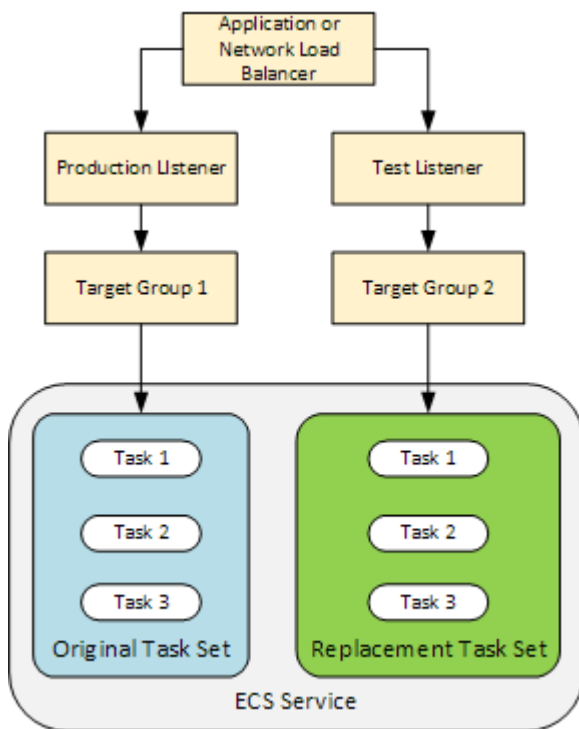 Application or
Network Load
Balancer
Production Listener
Test Listener
Target Group 1
Target Group 2
Task 1
Task 2
Task 3
Original Task Set
Task 1
Task 2
Task 3
Replacement Task Set
ECS Service